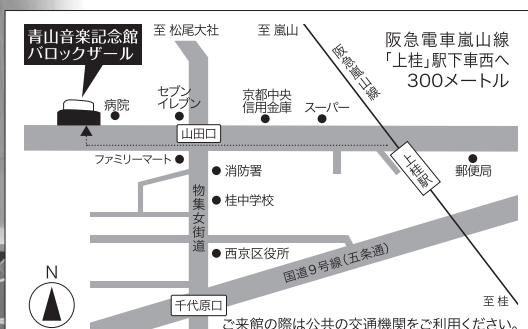 青山音楽記念館
バロックザール
至 松尾大社
至 嵐山
阪急嵐山線
阪急電車嵐山線
「上桂」駅下車西へ
300メートル
病院
セブン
イレブン
京都中央
信用金庫
スーパー
山田口
ファミリーマート
消防署
上桂駅
郵便局
物集女街道
桂中学校
西京区役所
国道9号線(五条通)
N
千代原口
至 桂
ご来館の際は公共の交通機関をご利用ください。